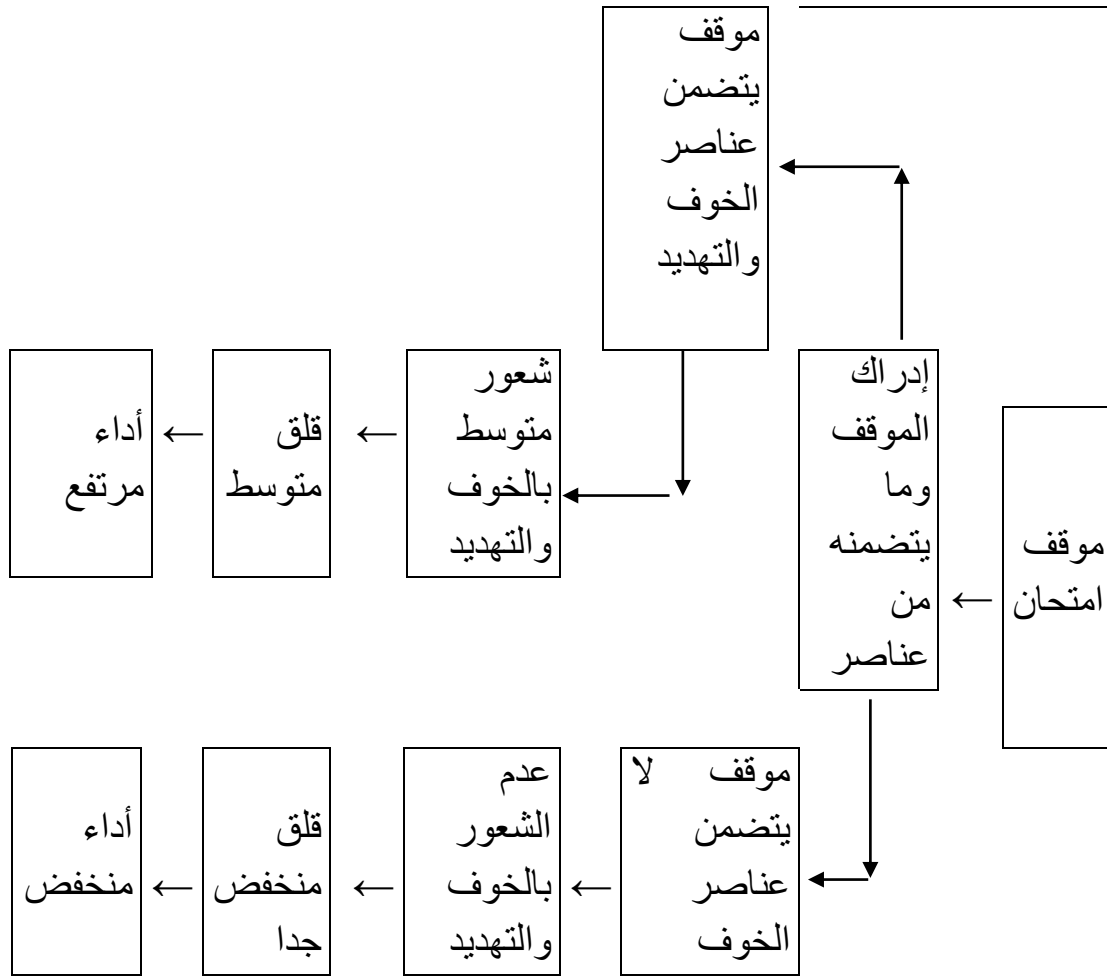 موقف
يتضمن
عناصر
الخوف
والتهديد
موقف
امتحان
←
إدراك
الموقف
وما
يتضمنه
من
عناصر
شعور
متوسط
بالخوف
والتهديد
←
قلق
متوسط
←
أداء
مرتفع
موقف لا
يتضمن
عناصر
الخوف
←
عدم
الشعور
بالخوف
والتهديد
←
قلق
منخفض
جدا
←
أداء
منخفض